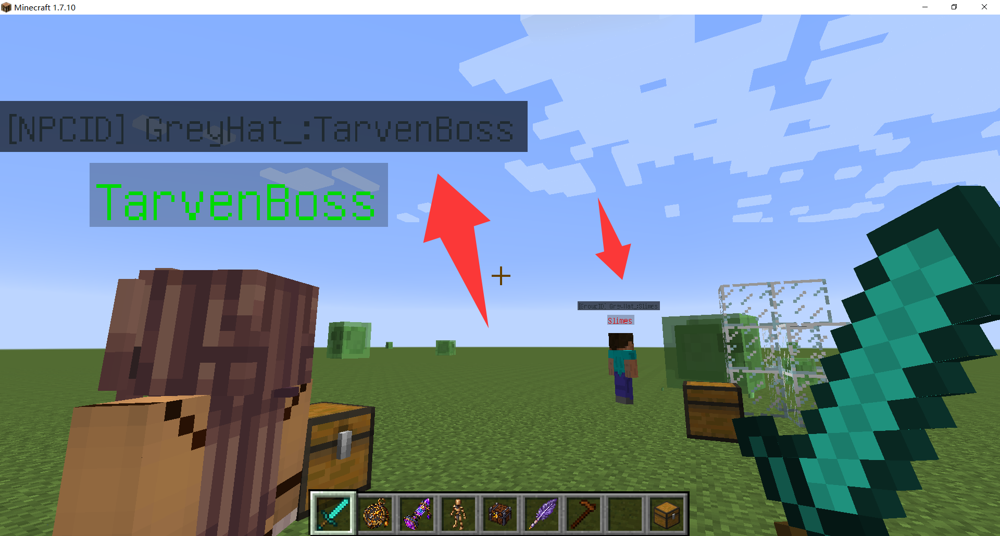 Minecraft 1.7.10
[NPCID] GreyHat_:TarvenBoss
TarvenBoss
[GroupID] GreyHat_:Slimes
Slimes